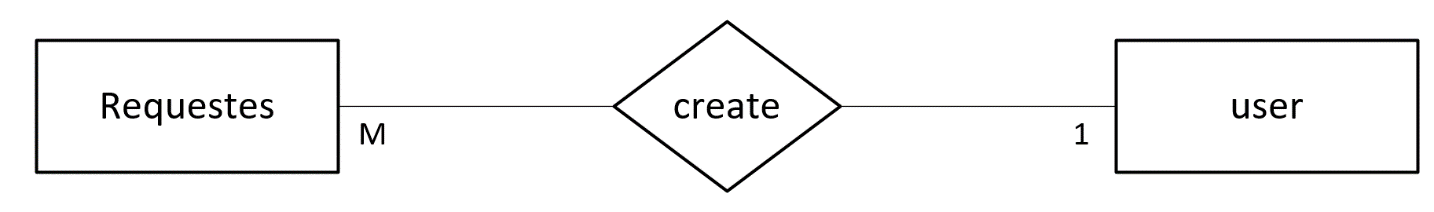 Requestes
M
create
1
user